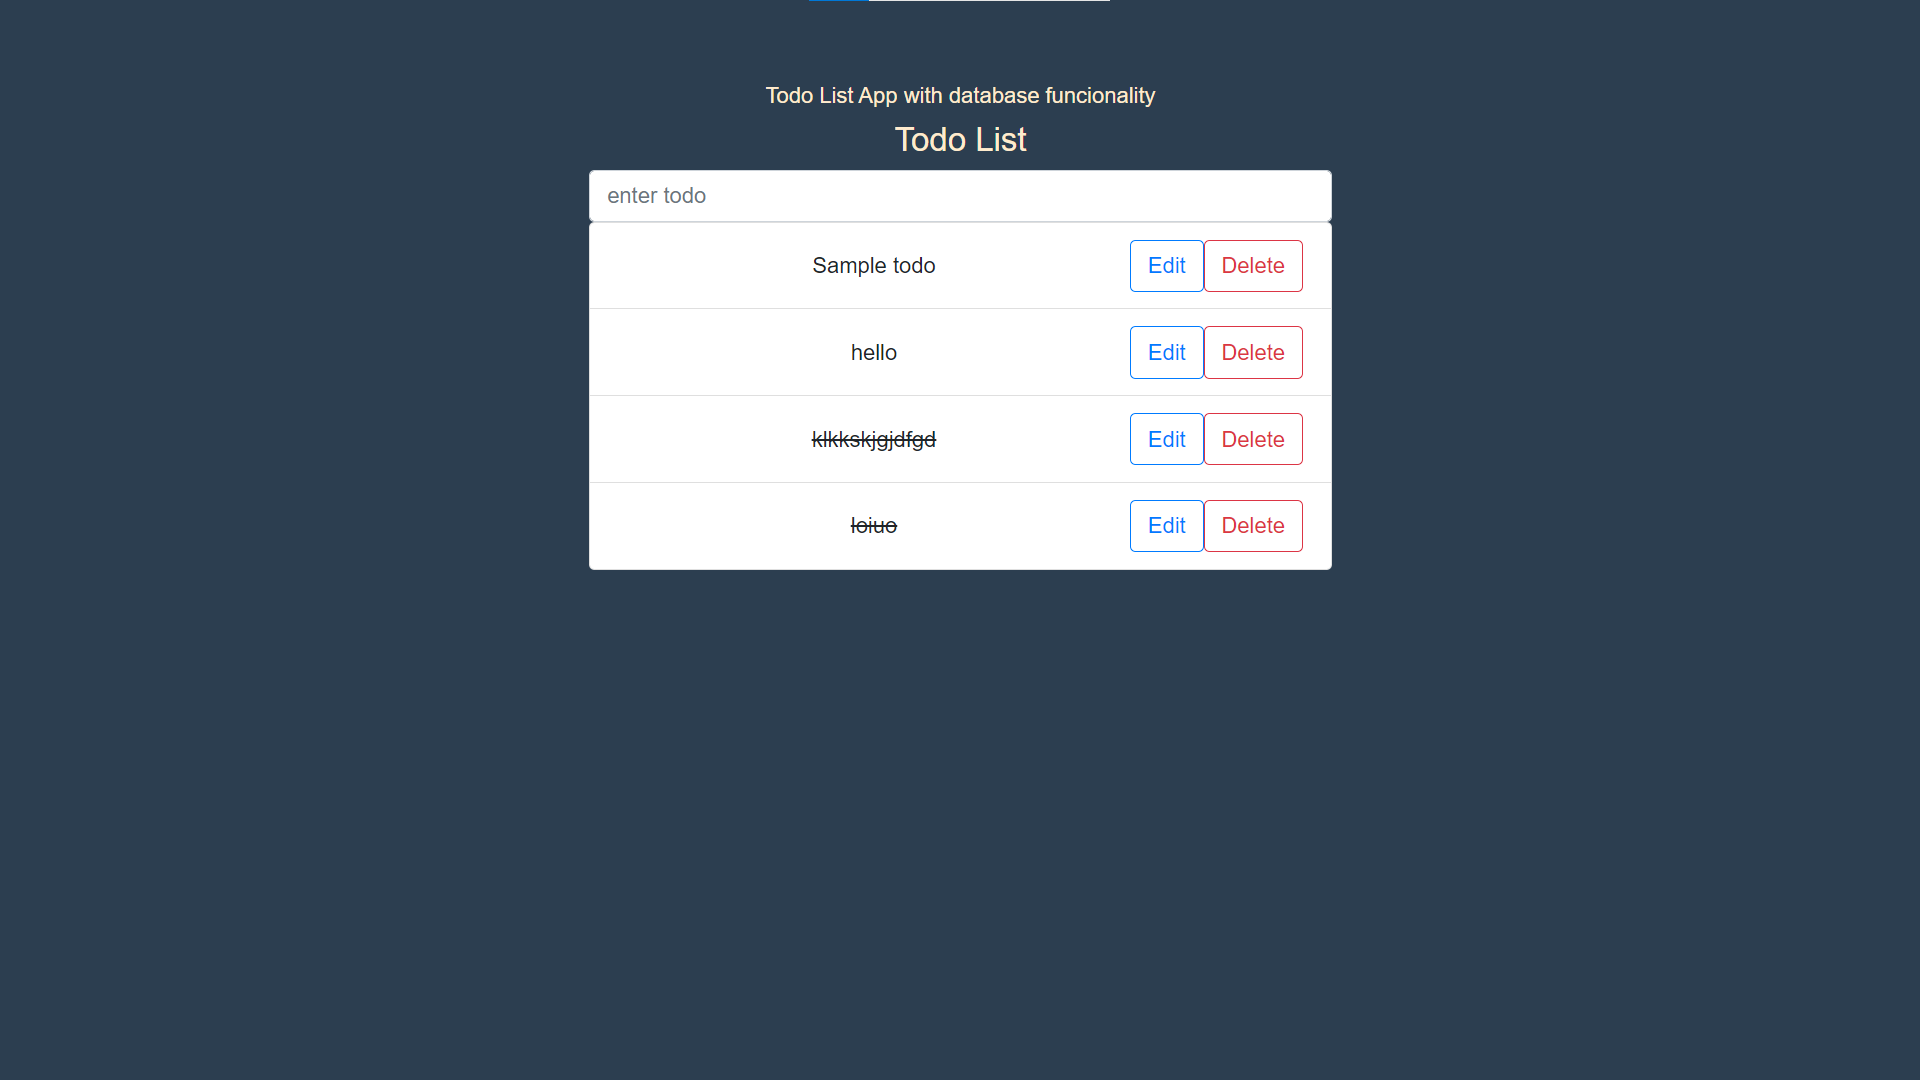 Todo List App with database funcionality
Todo List
enter todo
Sample todo Edit Delete
hello Edit Delete
klkkskjgjdfgd Edit Delete
loiuo Edit Delete